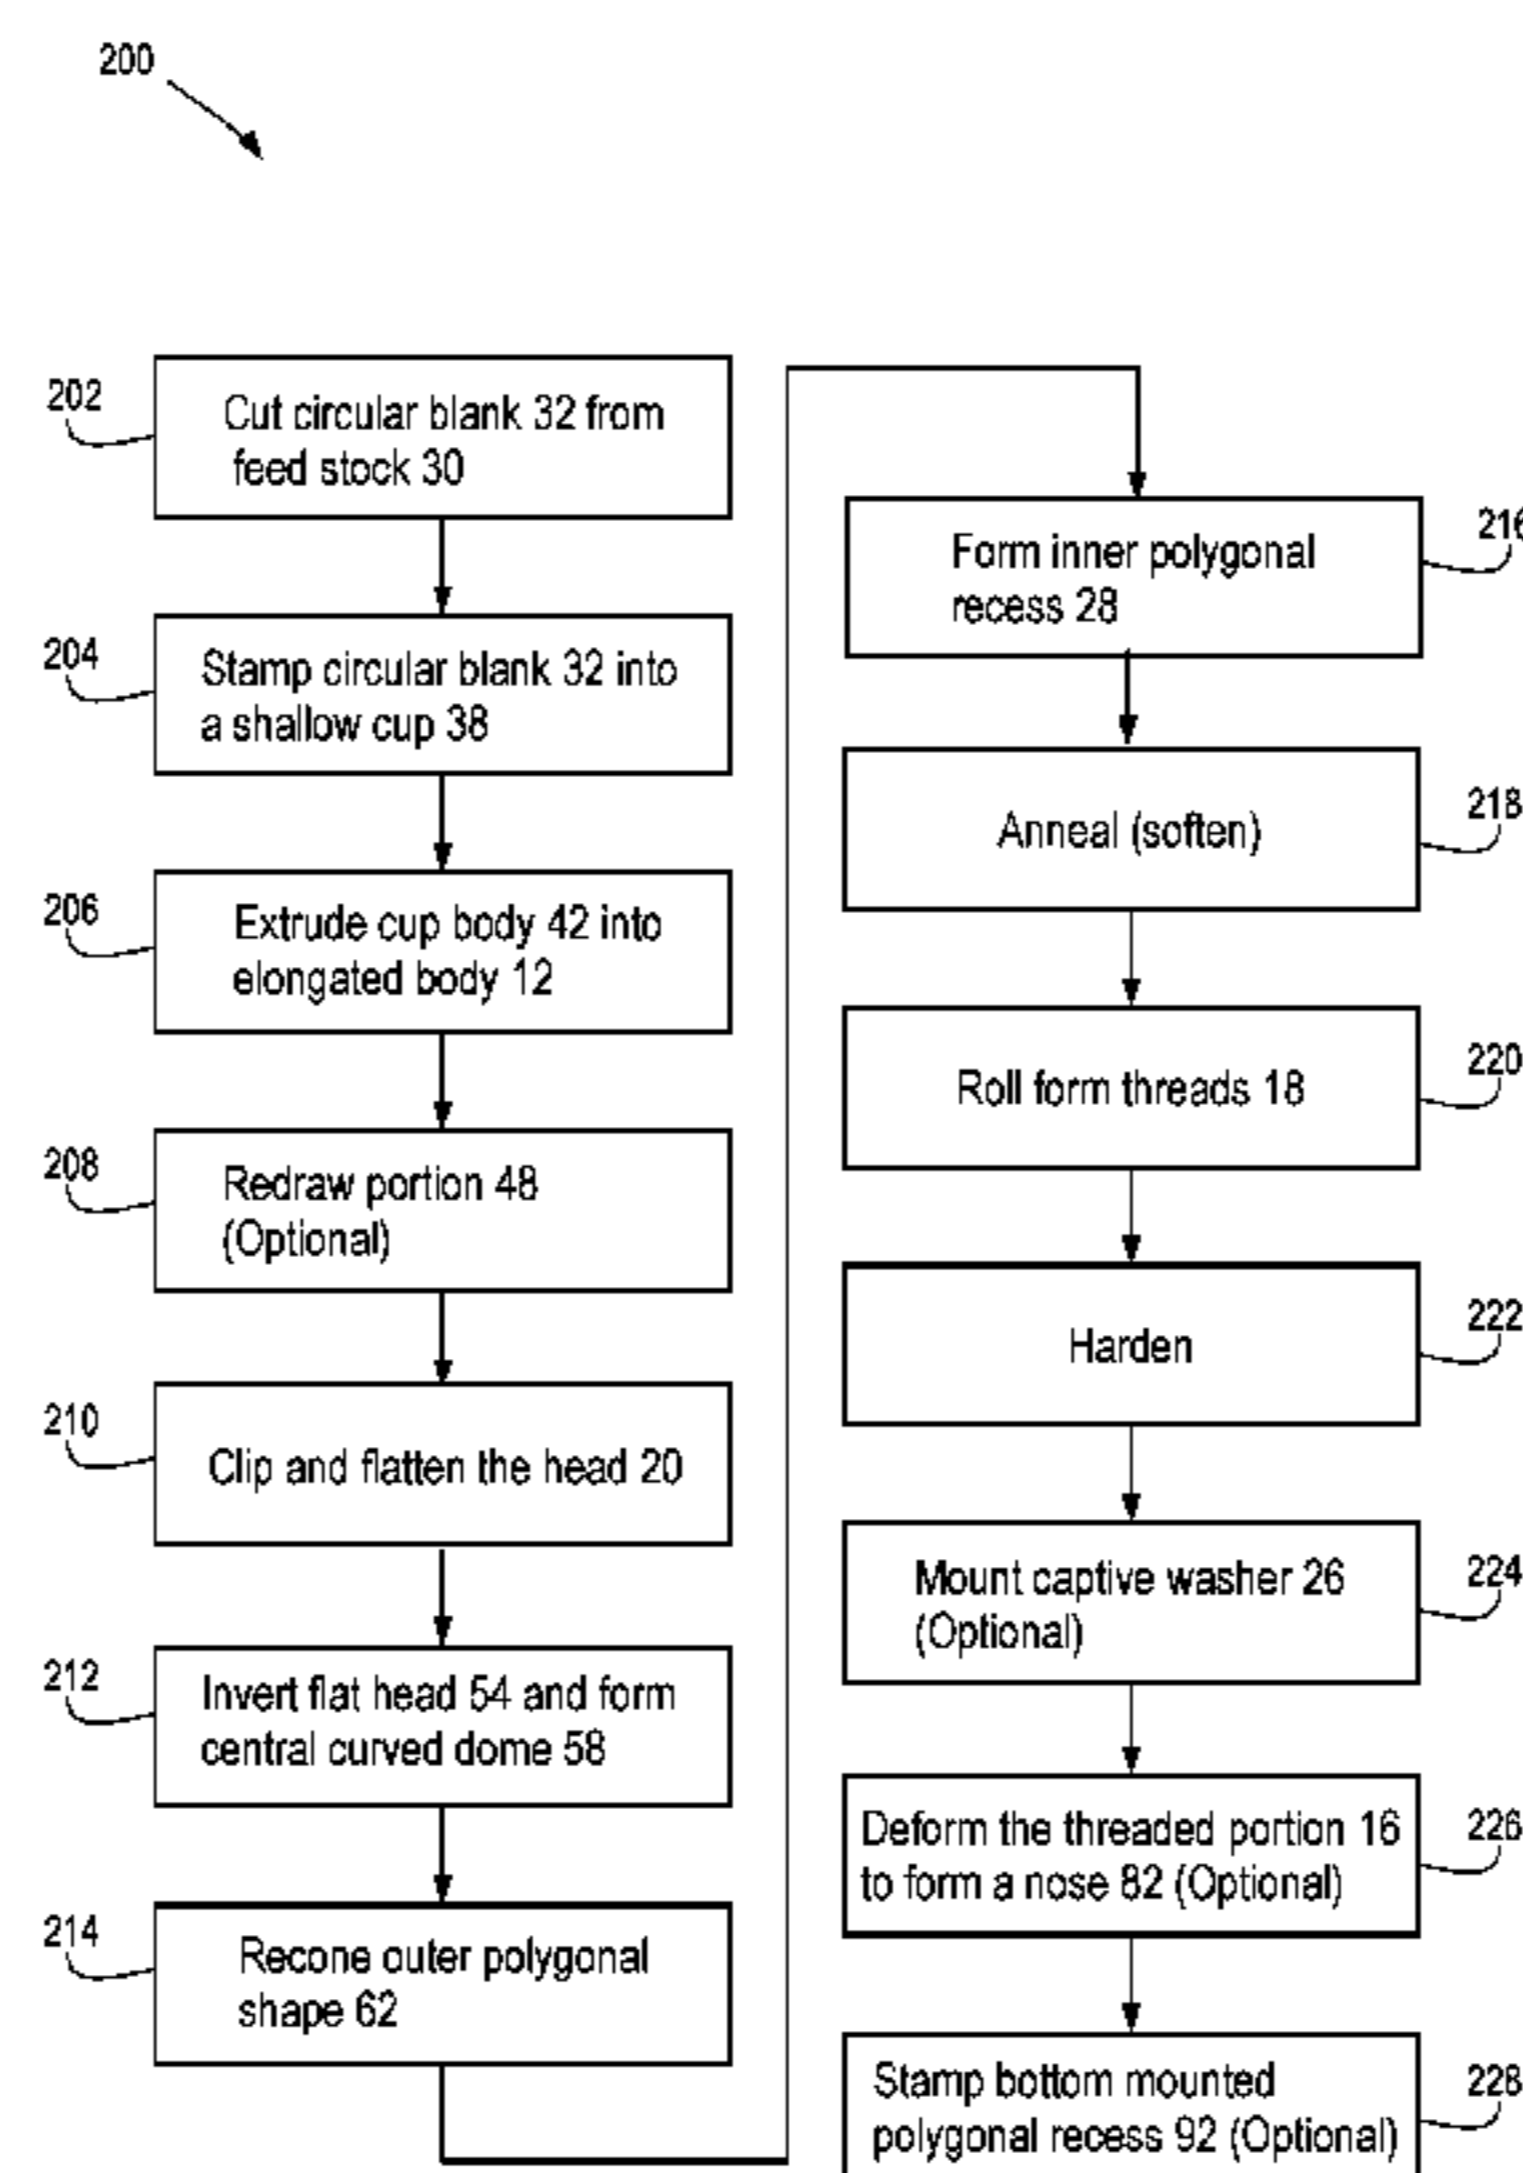 200
202
Cut circular blank 32 from
feed stock 30
204
Stamp circular blank 32 into
a shallow cup 38
206
Extrude cup body 42 into
elongated body 12
208
Redraw portion 48
(Optional)
210
Clip and flatten the head 20
212
Invert flat head 54 and form
central curved dome 58
214
Recone outer polygonal
shape 62
216
Form inner polygonal
recess 28
218
Anneal (soften)
220
Roll form threads 18
222
Harden
224
Mount captive washer 26
(Optional)
226
Deform the threaded portion 16
to form a nose 82 (Optional)
228
Stamp bottom mounted
polygonal recess 92 (Optional)